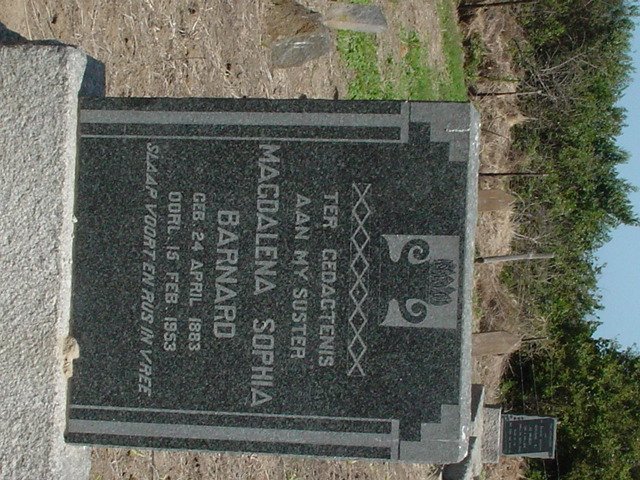 TER GEDAGTENIS
AAN MY SUSTER
MAGDALENA SOPHIA
BARNARD
GEB. 24 APRIL 1883
OORL. 15 FEB. 1953
SLAAP VOORT EN RUS IN VREE